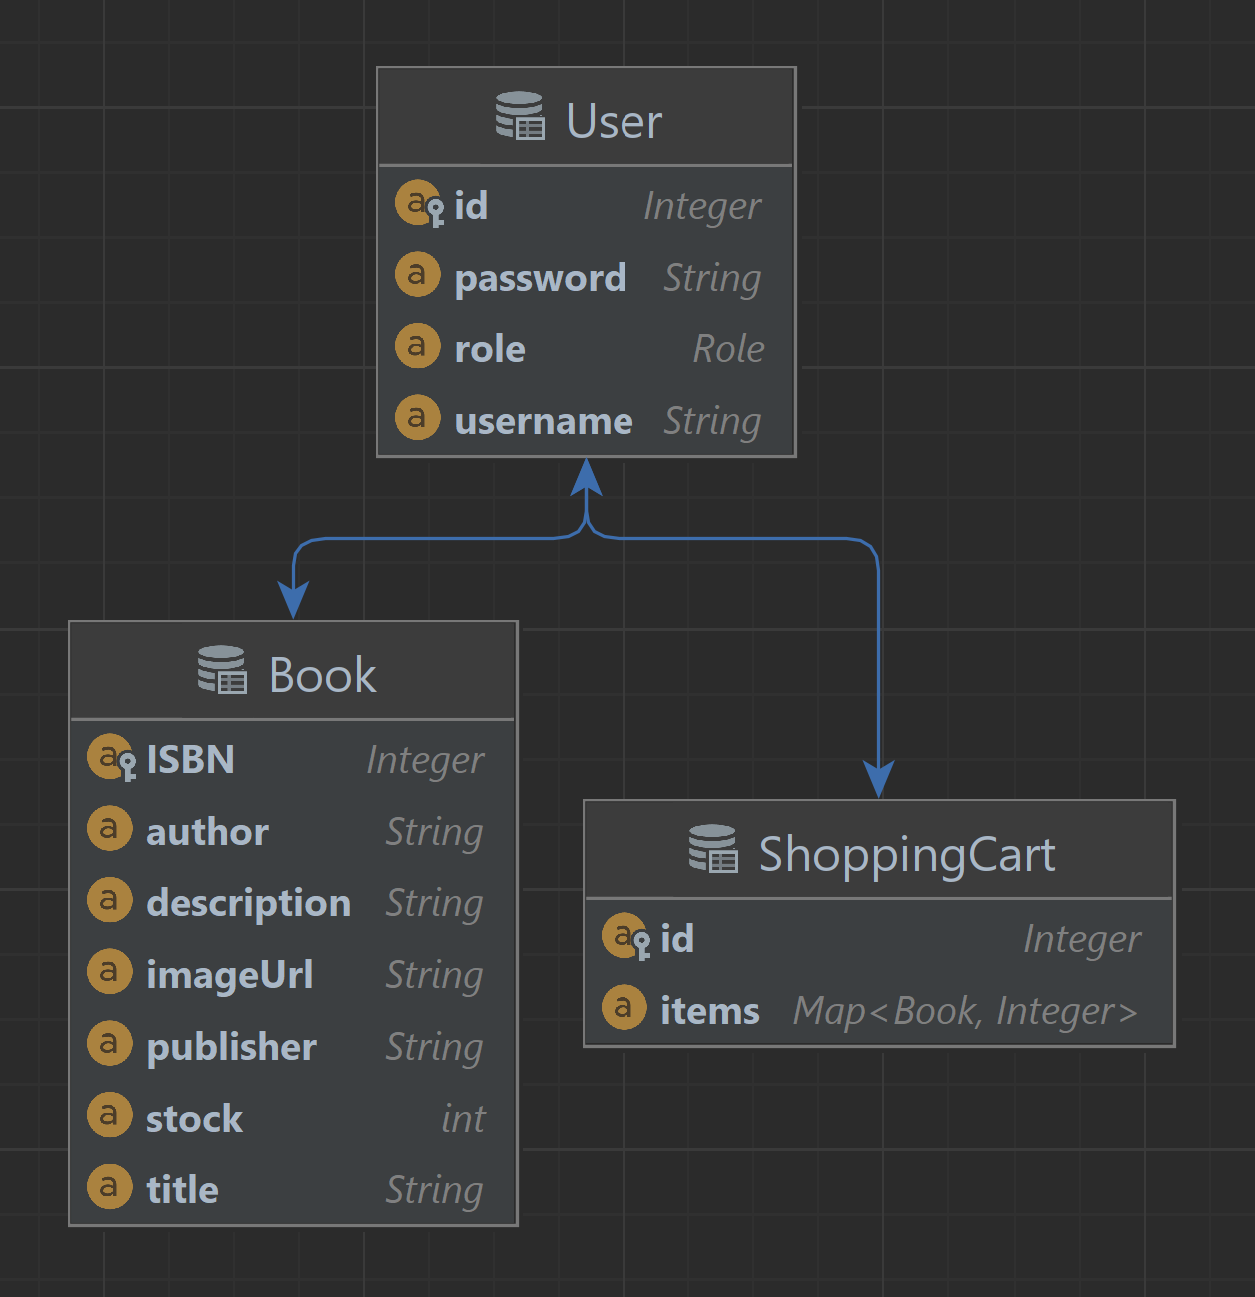 User
id Integer
password String
role Role
username String
Book
ISBN Integer
author String
description String
imageUrl String
publisher String
stock int
title String
ShoppingCart
id Integer
items Map<Book, Integer>